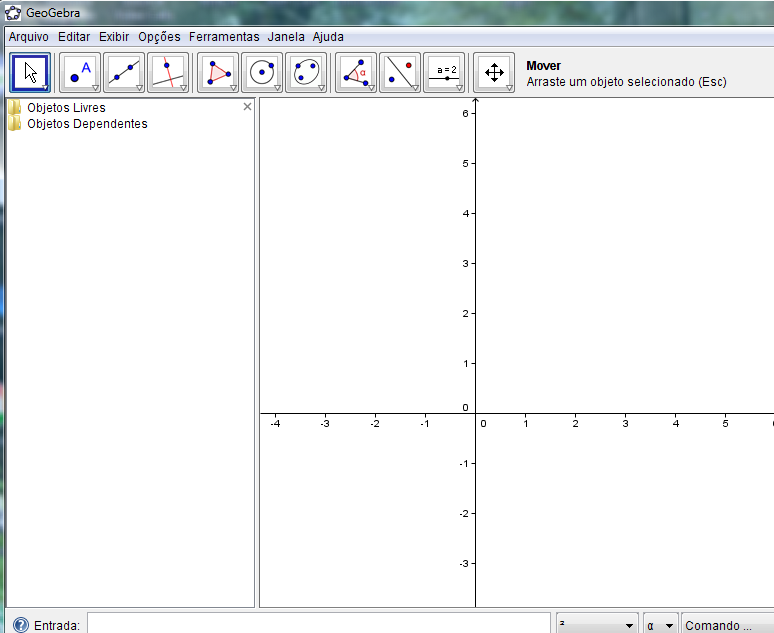 GeoGebra
Arquivo Editar Exibir Opções Ferramentas Janela Ajuda
A
α
a = 2
Mover
Arraste um objeto selecionado (Esc)
Objetos Livres
Objetos Dependentes
6
5
4
3
2
1
0
-4 -3 -2 -1 0 1 2 3 4 5
-1
-2
-3
Entrada: ² α Comando ...